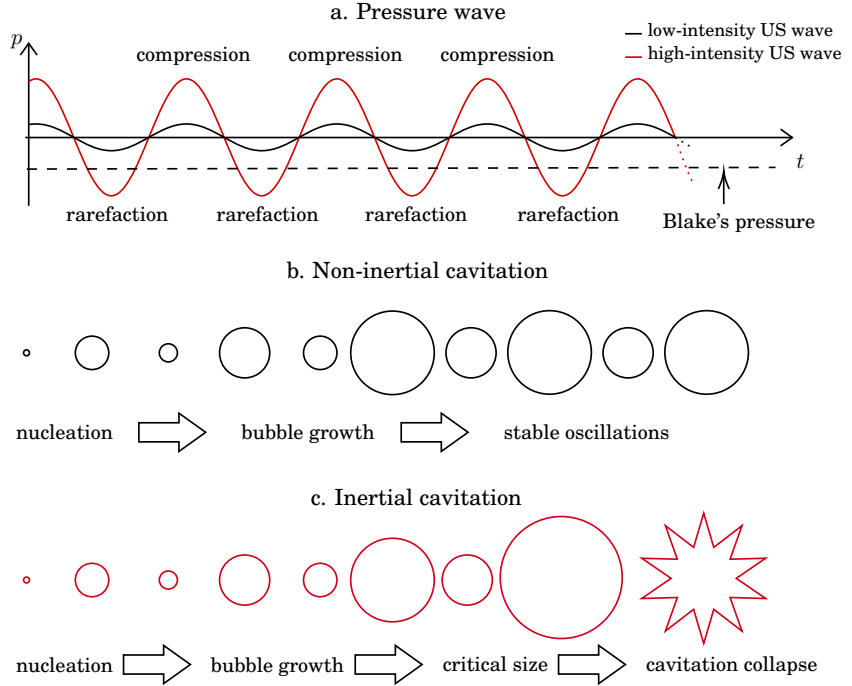 a. Pressure wave
low-intensity US wave
high-intensity US wave
p
compression compression compression
t
rarefaction rarefaction rarefaction rarefaction
Blake's pressure
b. Non-inertial cavitation
nucleation bubble growth stable oscillations
c. Inertial cavitation
nucleation bubble growth critical size cavitation collapse